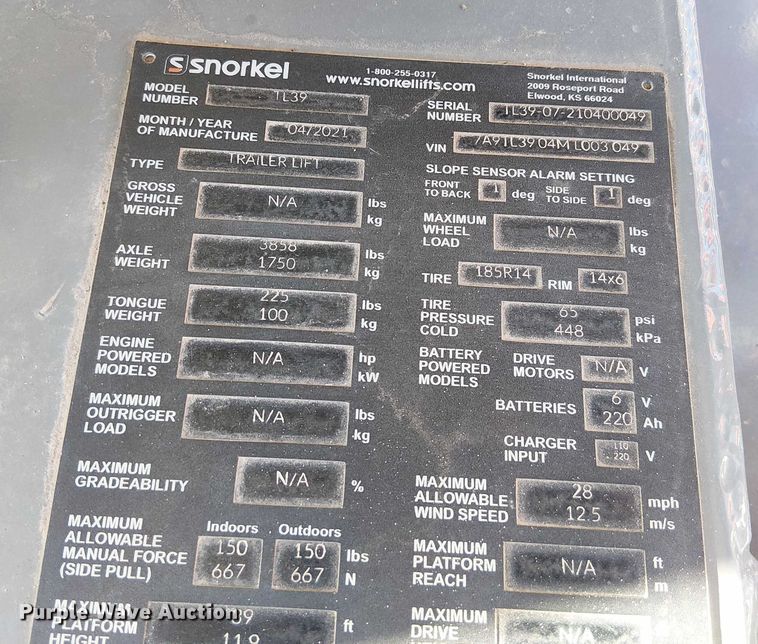 snorkel
1-800-255-0317
www.snorkellifts.com
Snorkel International
2009 Roseport Road
Elwood, KS 66024
MODEL NUMBER TL39
SERIAL NUMBER TL39-07-210400049
MONTH / YEAR OF MANUFACTURE 04/2021
VIN 7A9TL3904ML003049
TYPE TRAILER LIFT
SLOPE SENSOR ALARM SETTING
FRONT TO BACK 1 deg SIDE TO SIDE 1 deg
GROSS VEHICLE WEIGHT N/A lbs kg
MAXIMUM WHEEL LOAD N/A lbs kg
AXLE WEIGHT 3858 lbs 1750 kg
TIRE 185R14 RIM 14x6
TONGUE WEIGHT 225 lbs 100 kg
TIRE PRESSURE COLD 65 psi 448 kPa
ENGINE POWERED MODELS N/A hp kW
BATTERY POWERED MODELS DRIVE MOTORS N/A V
BATTERIES 6 V 220 Ah
MAXIMUM OUTRIGGER LOAD N/A lbs kg
CHARGER INPUT 110 220 V
MAXIMUM GRADEABILITY N/A %
MAXIMUM ALLOWABLE WIND SPEED 28 mph 12.5 m/s
Indoors Outdoors
MAXIMUM ALLOWABLE MANUAL FORCE (SIDE PULL) 150 150 lbs 667 667 N
MAXIMUM PLATFORM REACH N/A ft m
MAXIMUM PLATFORM HEIGHT 39 ft 11.9
MAXIMUM DRIVE
Purple Wave Auction